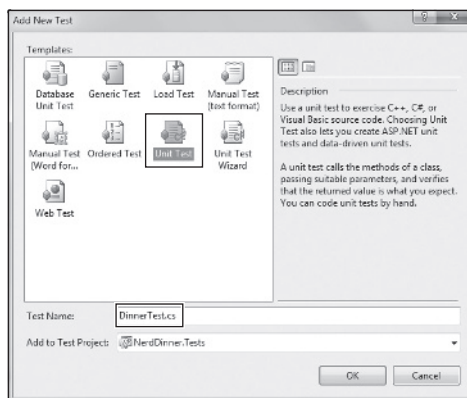 Add New Test
Templates:
Database
Unit Test
Generic Test
Load Test
Manual Test
(text format)
Manual Test
(Word for...
Ordered Test
Unit Test
Unit Test
Wizard
Web Test
Description
Use a unit test to exercise C++, C#, or
Visual Basic source code. Choosing Unit
Test also lets you create ASP.NET unit
tests and data-driven unit tests.
A unit test calls the methods of a class,
passing suitable parameters, and verifies
that the returned value is what you expect.
You can code unit tests by hand.
Test Name:
DinnerTest.cs
Add to Test Project:
NerdDinner.Tests
OK
Cancel